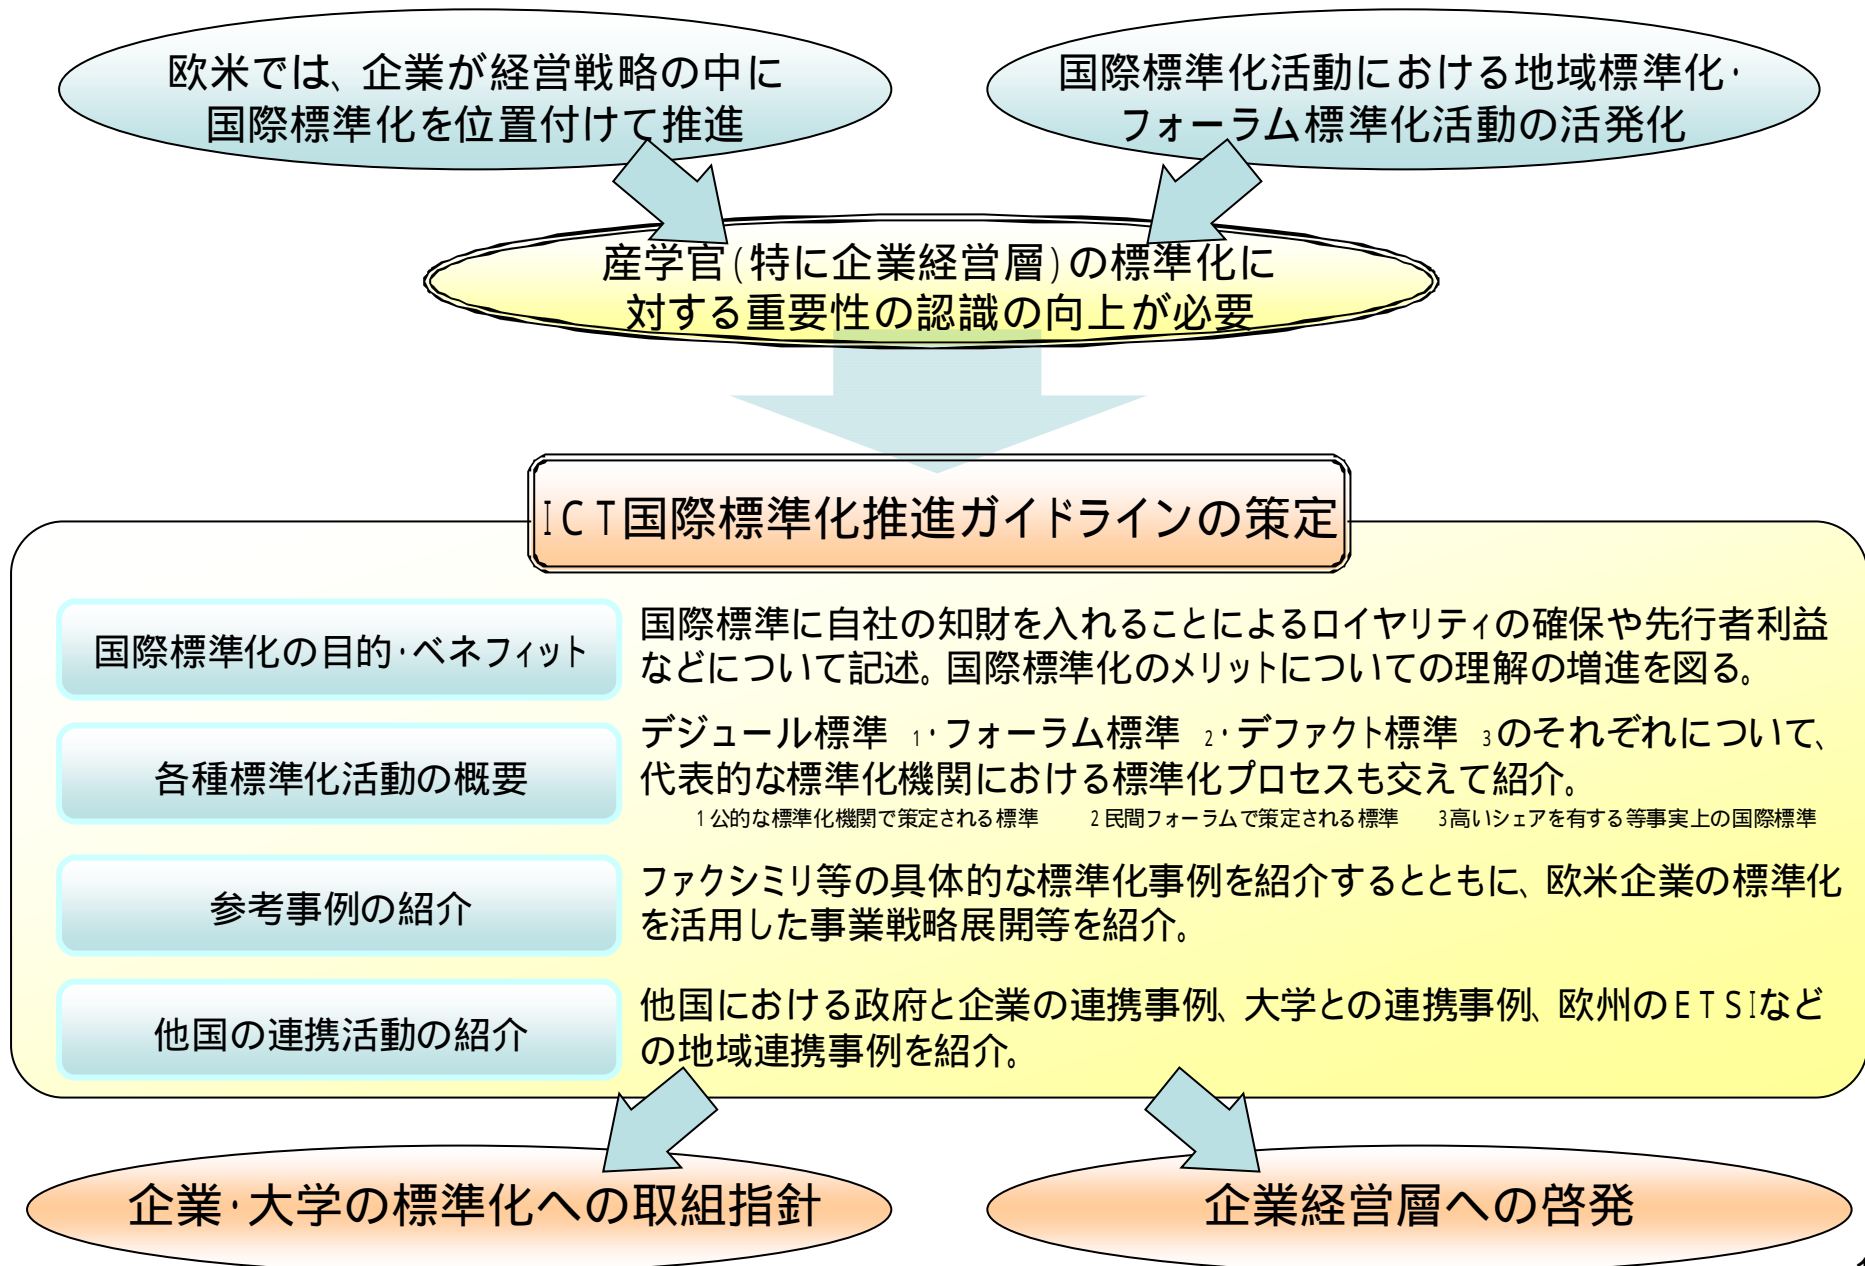 欧米では、企業が経営戦略の中に
国際標準化を位置付けて推進
国際標準化活動における地域標準化・
フォーラム標準化活動の活発化
産学官(特に企業経営層)の標準化に
対する重要性の認識の向上が必要
ICT国際標準化推進ガイドラインの策定
国際標準化の目的・ベネフィット
国際標準に自社の知財を入れることによるロイヤリティの確保や先行者利益
などについて記述。国際標準化のメリットについての理解の増進を図る。
各種標準化活動の概要
デジュール標準 1・フォーラム標準 2・デファクト標準 3のそれぞれについて、
代表的な標準化機関における標準化プロセスも交えて紹介。
1公的な標準化機関で策定される標準 2民間フォーラムで策定される標準 3高いシェアを有する等事実上の国際標準
参考事例の紹介
ファクシミリ等の具体的な標準化事例を紹介するとともに、欧米企業の標準化
を活用した事業戦略展開等を紹介。
他国の連携活動の紹介
他国における政府と企業の連携事例、大学との連携事例、欧州のETSIなど
の地域連携事例を紹介。
企業・大学の標準化への取組指針
企業経営層への啓発